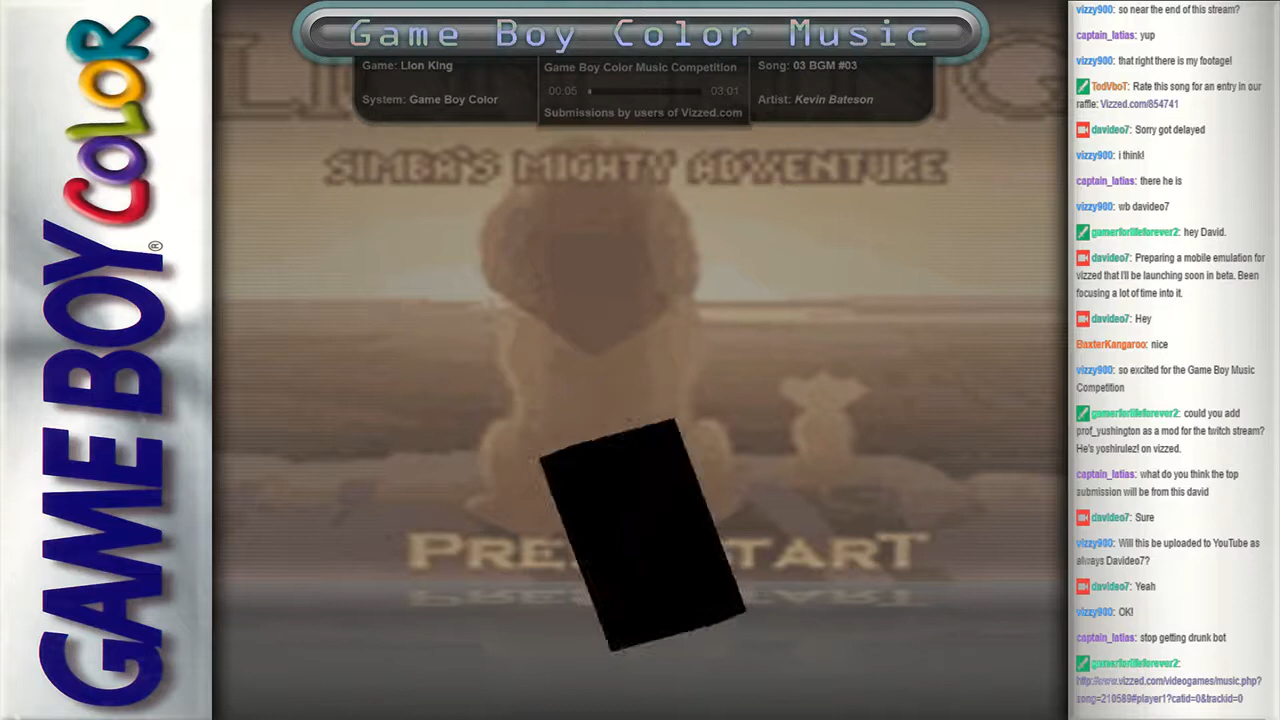 GAME BOY COLOR ®
Game Boy Color Music
Game: Lion King
System: Game Boy Color
Game Boy Color Music Competition
00:05 03:01
Submissions by users of Vizzed.com
Song: 03 BGM #03
Artist: Kevin Bateson
SIMBA'S MIGHTY ADVENTURE
vizzy900: so near the end of this stream?
captain_latias: yup
vizzy900: that right there is my footage!
TodVboT: Rate this song for an entry in our
raffle: Vizzed.com/854741
davideo7: Sorry got delayed
vizzy900: i think!
captain_latias: there he is
vizzy900: wb davideo7
gamerforlifeforever2: hey David.
davideo7: Preparing a mobile emulation for
vizzed that I'll be launching soon in beta. Been
focusing a lot of time into it.
davideo7: Hey
BaxterKangaroo: nice
vizzy900: so excited for the Game Boy Music
Competition
gamerforlifeforever2: could you add
prof_yushington as a mod for the twitch stream?
He's yoshirulez! on vizzed.
captain_latias: what do you think the top
submission will be from this david
davideo7: Sure
vizzy900: Will this be uploaded to YouTube as
always Davideo7?
davideo7: Yeah
vizzy900: OK!
captain_latias: stop getting drunk bot
gamerforlifeforever2:
http://www.vizzed.com/videogames/music.php?
song=210589#player1?catid=0&trackid=0